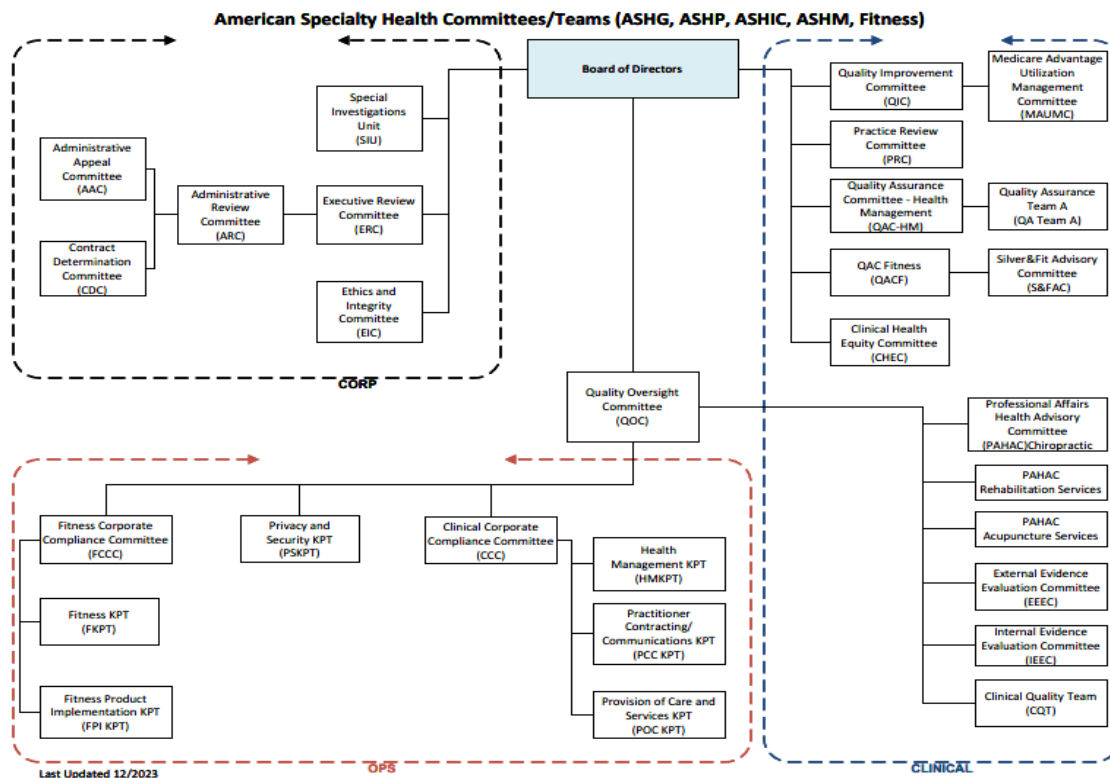 American Specialty Health Committees/Teams (ASHG, ASHP, ASHIC, ASHM, Fitness)
Board of Directors
Special
Investigations
Unit
(SIU)
Administrative
Appeal
Committee
(AAC)
Administrative
Review
Committee
(ARC)
Executive Review
Committee
(ERC)
Contract
Determination
Committee
(CDC)
Ethics and
Integrity
Committee
(EIC)
CORP
Quality Improvement
Committee
(QIC)
Medicare Advantage
Utilization
Management
Committee
(MAUMC)
Practice Review
Committee
(PRC)
Quality Assurance
Committee - Health
Management
(QAC-HM)
Quality Assurance
Team A
(QA Team A)
QAC Fitness
(QACF)
Silver&Fit Advisory
Committee
(S&FAC)
Clinical Health
Equity Committee
(CHEC)
Quality Oversight
Committee
(QOC)
Professional Affairs
Health Advisory
Committee
(PAHAC)Chiropractic
PAHAC
Rehabilitation Services
PAHAC
Acupuncture Services
External Evidence
Evaluation Committee
(EEEC)
Internal Evidence
Evaluation Committee
(IEEC)
Clinical Quality Team
(CQT)
CLINICAL
Fitness Corporate
Compliance Committee
(FCCC)
Privacy and
Security KPT
(PSKPT)
Clinical Corporate
Compliance Committee
(CCC)
Health
Management KPT
(HMKPT)
Fitness KPT
(FKPT)
Practitioner
Contracting/
Communications KPT
(PCC KPT)
Fitness Product
Implementation KPT
(FPI KPT)
Provision of Care and
Services KPT
(POC KPT)
OPS
Last Updated 12/2023